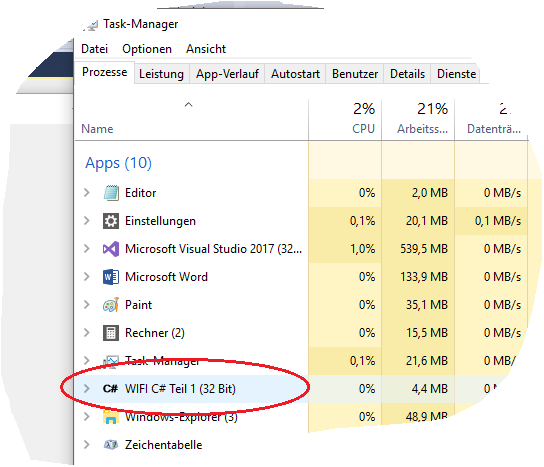 Task-Manager
Datei Optionen Ansicht
Prozesse Leistung App-Verlauf Autostart Benutzer Details Dienste
2% 21% 2
Name CPU Arbeitss... Datenträ...
Apps (10)
Editor 0% 2,0 MB 0 MB/s
Einstellungen 0,1% 20,1 MB 0,1 MB/s
Microsoft Visual Studio 2017 (32... 1,0% 539,5 MB 0 MB/s
Microsoft Word 0% 133,9 MB 0 MB/s
Paint 0% 35,1 MB 0 MB/s
Rechner (2) 0% 15,5 MB 0 MB/s
Task-Manager 0,1% 21,6 MB 0 MB/s
C# WIFI C# Teil 1 (32 Bit) 0% 4,4 MB 0 MB/s
Windows-Explorer (3) 0% 48,9 MB
Zeichentabelle